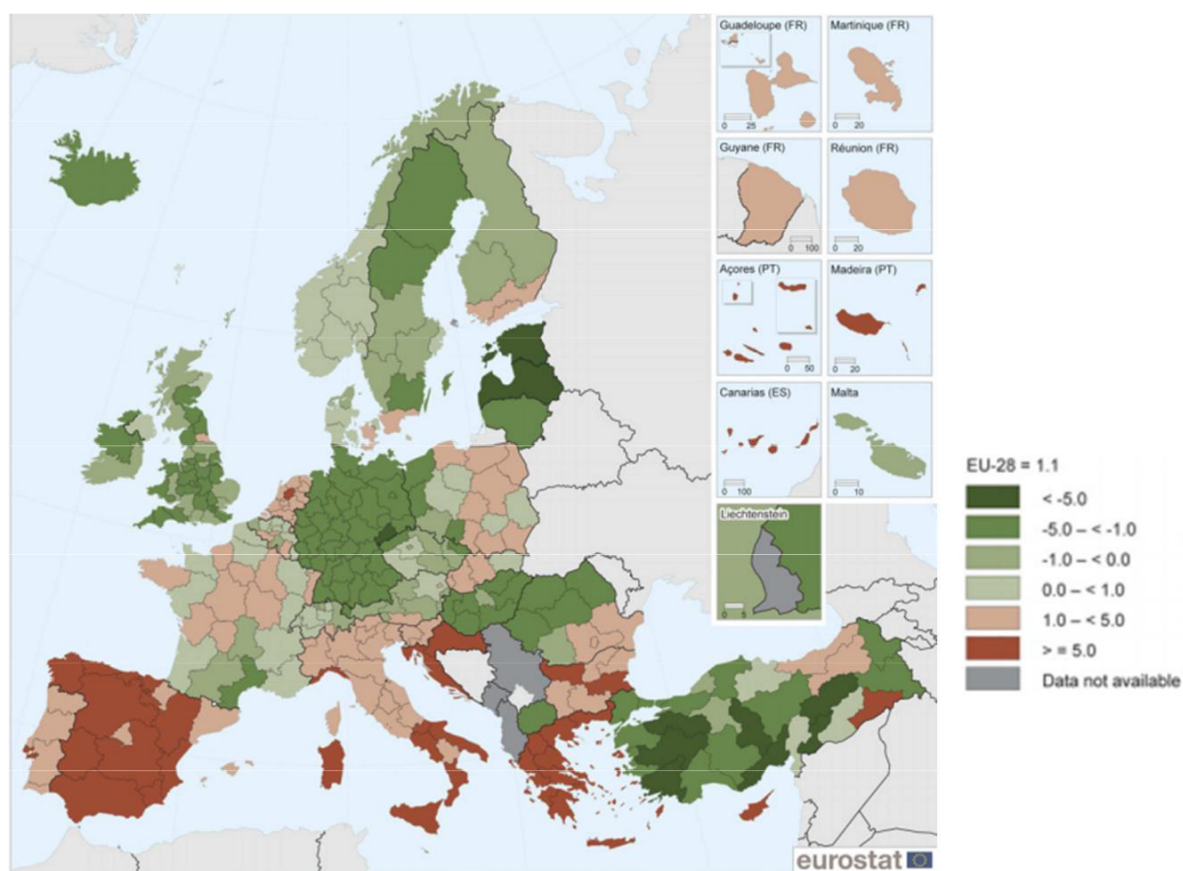 Guadeloupe (FR)
0 25
Martinique (FR)
0 20
Guyane (FR)
0 100
Réunion (FR)
0 20
Açores (PT)
0 50
Madeira (PT)
0 20
Canarias (ES)
0 100
Malta
0 10
Liechtenstein
0 5
EU-28 = 1.1
< -5.0
-5.0 – < -1.0
-1.0 – < 0.0
0.0 – < 1.0
1.0 – < 5.0
> = 5.0
Data not available
eurostat